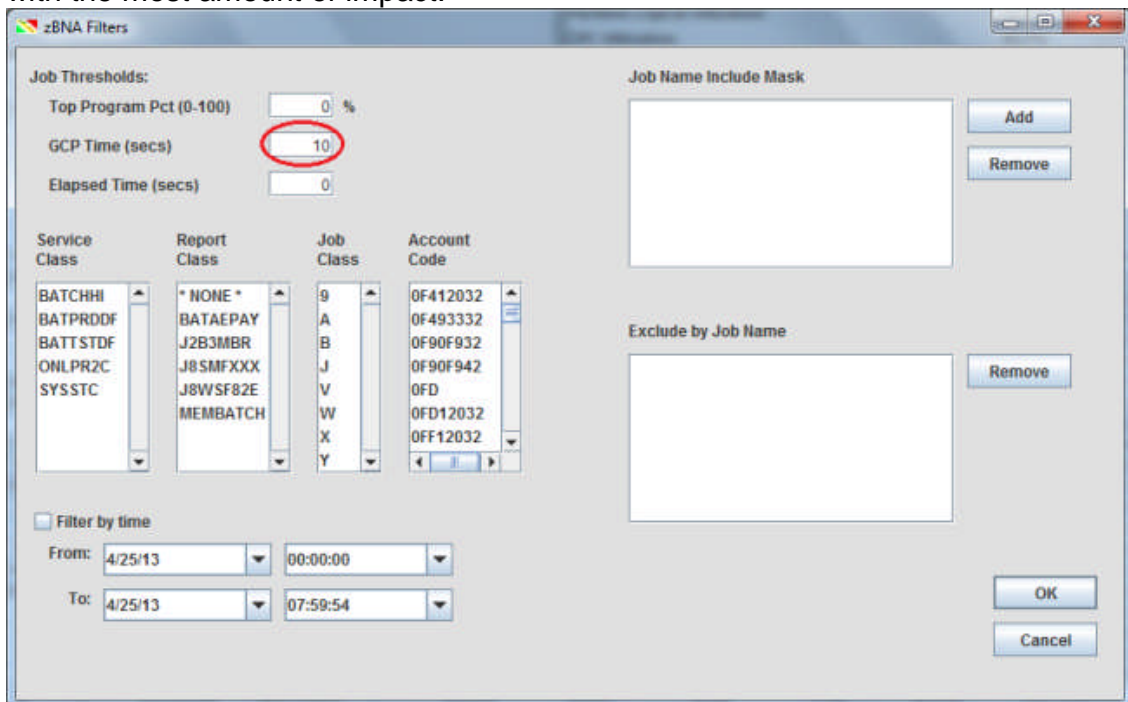 with the most amount of impact.
zBNA Filters
Job Thresholds:
Top Program Pct (0-100) 0 %
GCP Time (secs) 10
Elapsed Time (secs) 0
Service Class
Report Class
Job Class
Account Code
BATCHHI
BATPRDDF
BATTSTDF
ONLPR2C
SYSSTC
* NONE *
BATAEPAY
J2B3MBR
J8SMFXXX
J8WSF82E
MEMBATCH
9
A
B
J
V
W
X
Y
0F412032
0F493332
0F90F932
0F90F942
0FD
0FD12032
0FF12032
Filter by time
From: 4/25/13 00:00:00
To: 4/25/13 07:59:54
Job Name Include Mask
Add
Remove
Exclude by Job Name
Remove
OK
Cancel